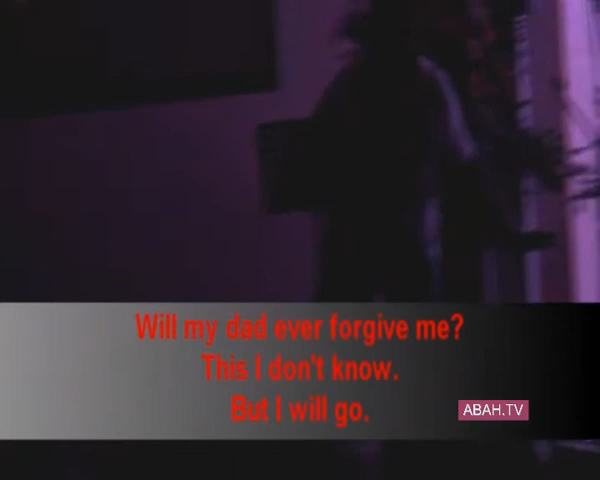 Will my dad ever forgive me?
This I don't know.
But I will go.
ABAH.TV